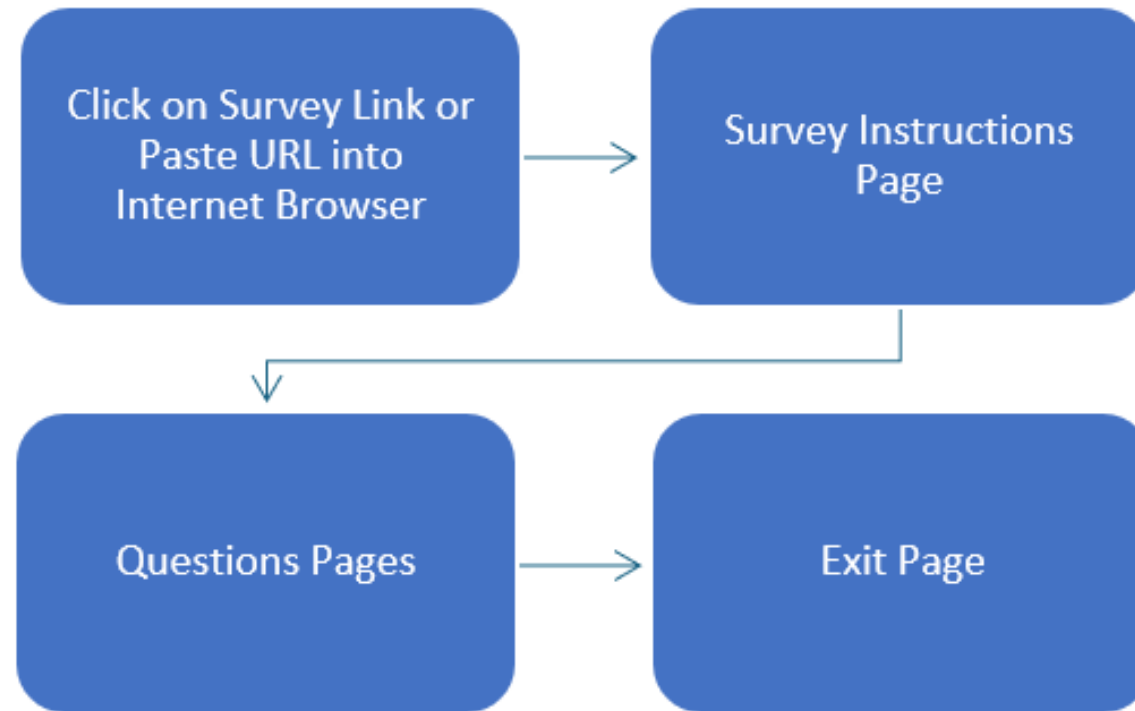 Click on Survey Link or
Paste URL into
Internet Browser
Survey Instructions
Page
Questions Pages
Exit Page